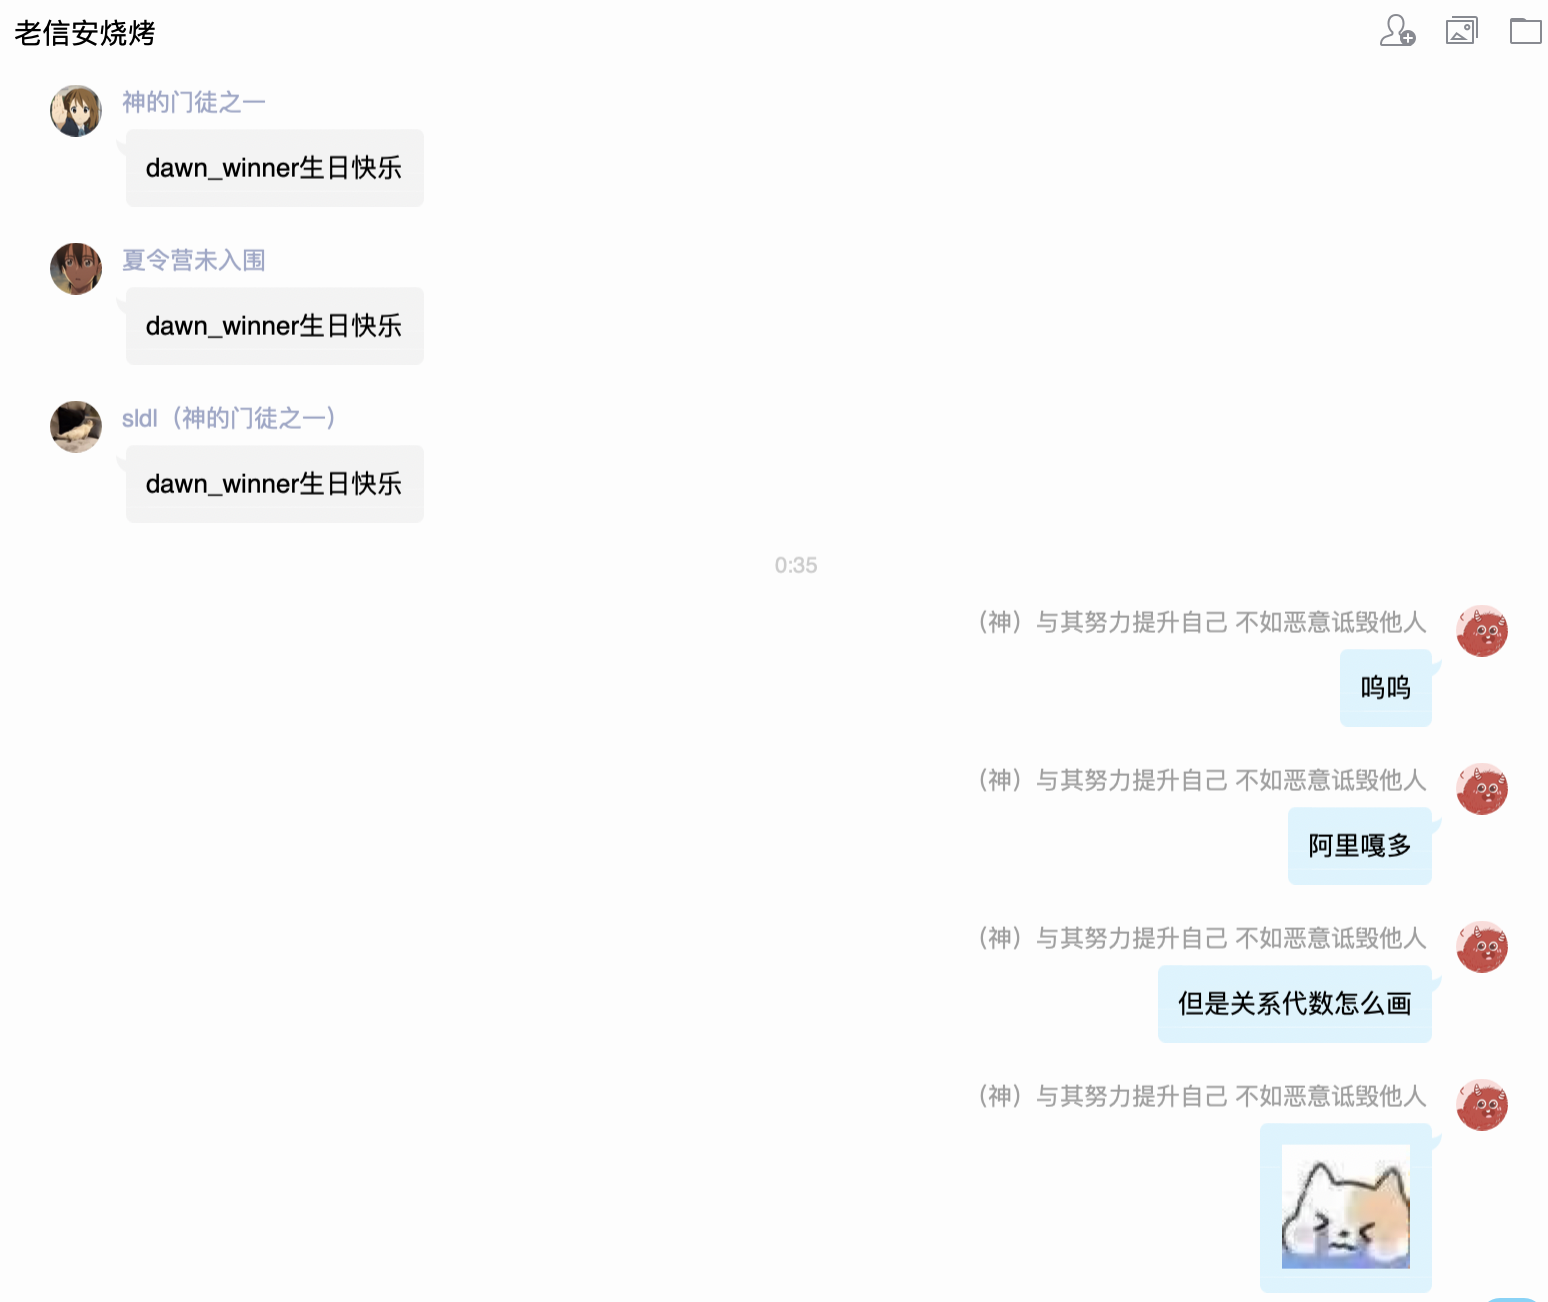 老信安烧烤
神的门徒之一
dawn_winner生日快乐
夏令营未入围
dawn_winner生日快乐
sldl（神的门徒之一）
dawn_winner生日快乐
0:35
（神）与其努力提升自己 不如恶意诋毁他人
呜呜
（神）与其努力提升自己 不如恶意诋毁他人
阿里嘎多
（神）与其努力提升自己 不如恶意诋毁他人
但是关系代数怎么画
（神）与其努力提升自己 不如恶意诋毁他人